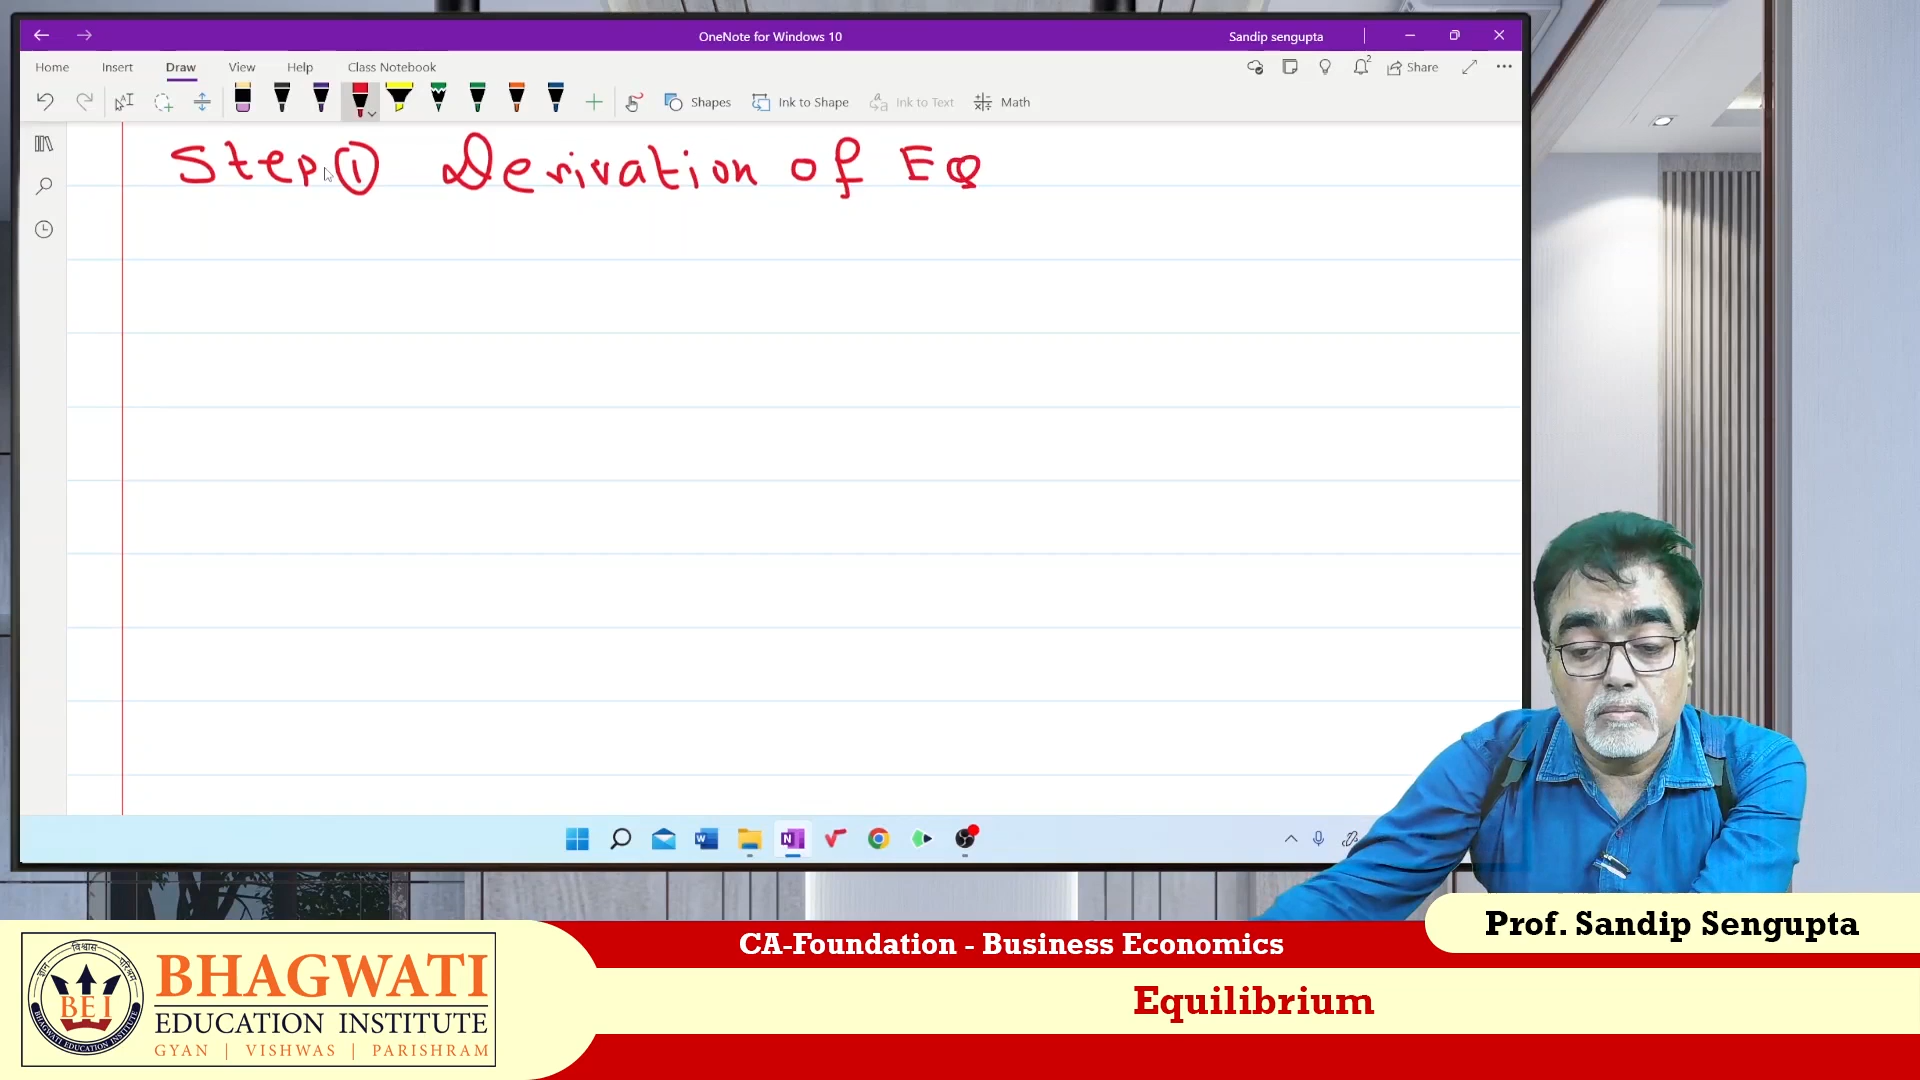 OneNote for Windows 10
Sandip sengupta
Home Insert Draw View Help Class Notebook
2
Share
Shapes
Ink to Shape
Ink to Text
Math
Step ① Derivation of EQ
Prof. Sandip Sengupta
CA-Foundation - Business Economics
Equilibrium
विश्वास
BEI
BHAGWATI
EDUCATION INSTITUTE
GYAN | VISHWAS | PARISHRAM